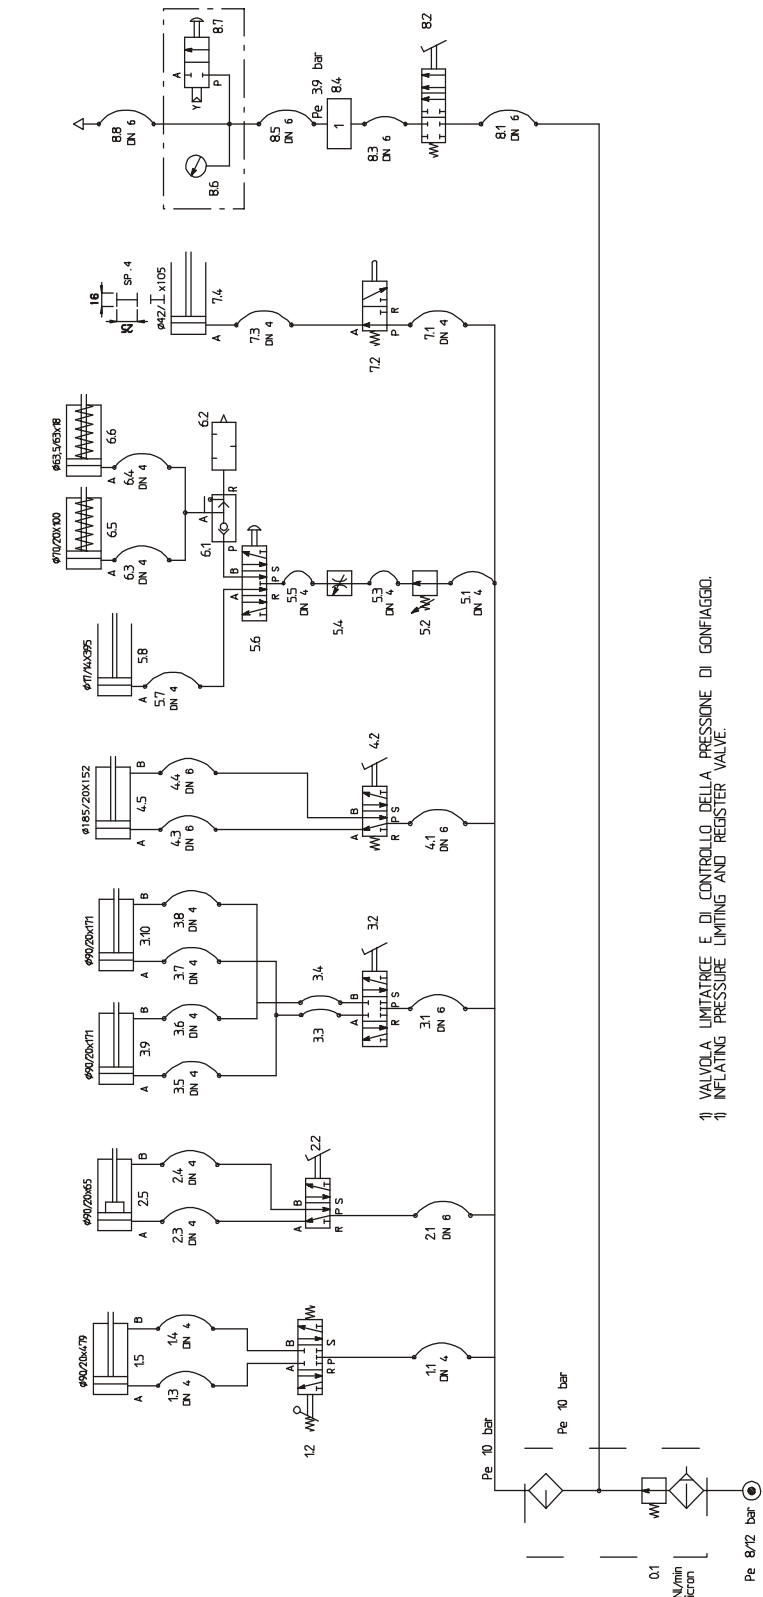 8.8
DN 6
A
P
Y
8.7
8.6
8.5
DN 6
Pe 3.9 bar
8.4
1
8.3
DN 6
8.2
8.1
DN 6
16
SP.4
x105
7.4
A
7.3
DN 4
A
P
R
7.2
7.1
DN 4
ø63,5/63x18
6.6
A
6.4
DN 4
ø70/20X100
6.5
A
6.3
DN 4
6.2
R
A
6.1
P
B
A
S
P
R
5.6
5.5
DN 4
5.4
5.3
DN 4
5.2
5.1
DN 4
5.8
A
5.7
DN 4
ø185/20X152
4.5
B
A
4.4
DN 6
4.3
DN 6
4.2
B
A
S
P
R
4.1
DN 6
ø90/20x171
3.10
B
A
3.8
DN 4
3.7
DN 4
ø90/20x171
3.9
B
A
3.6
DN 4
3.5
DN 4
3.4
3.3
3.2
B
A
S
P
R
3.1
DN 6
ø90/20x65
2.5
B
A
2.4
DN 4
2.3
DN 4
2.2
B
A
S
P
R
2.1
DN 6
ø90/20x479
1.5
B
A
1.4
DN 4
1.3
DN 4
B
A
S
P
R
1.2
1.1
DN 4
Pe 10 bar
Pe 10 bar
0.1
NL/min
icron
Pe 8/12 bar
1) VALVOLA LIMITATRICE E DI CONTROLLO DELLA PRESSIONE DI GONFIAGGIO.
1) INFLATING PRESSURE LIMITING AND REGISTER VALVE.